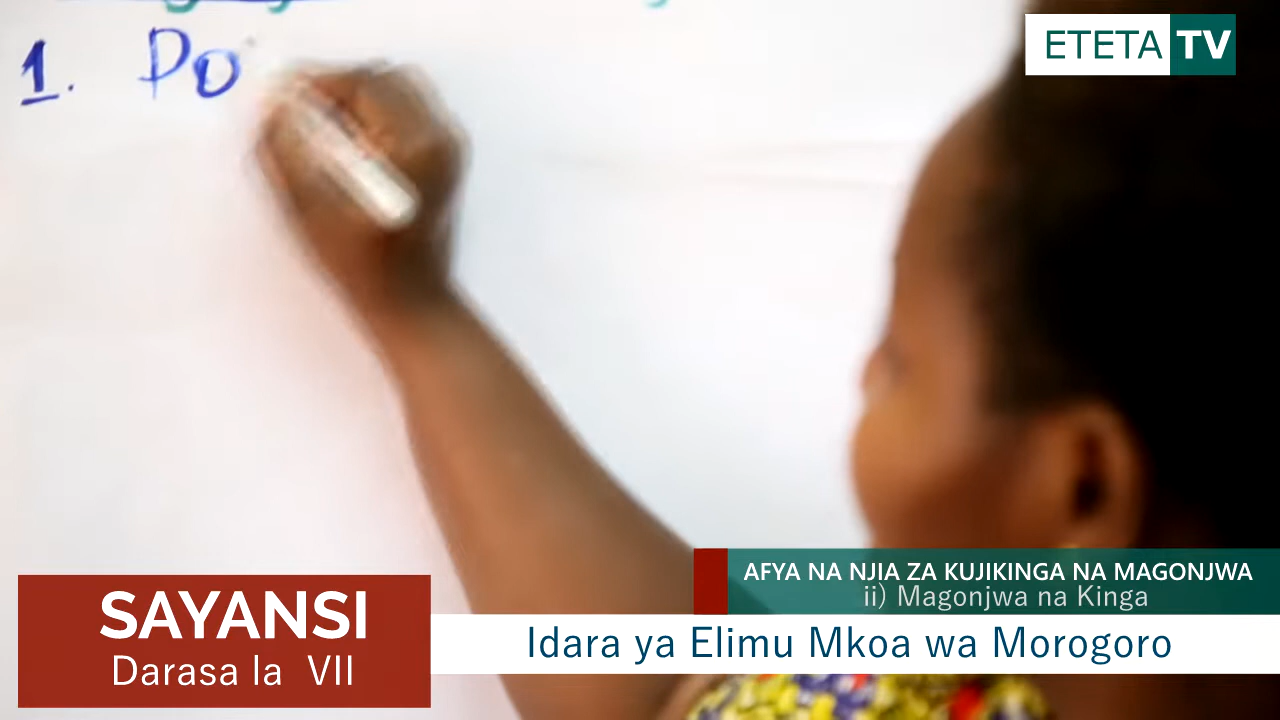 1. Po
ETETA TV
AFYA NA NJIA ZA KUJIKINGA NA MAGONJWA
ii) Magonjwa na Kinga
SAYANSI
Darasa la VII
Idara ya Elimu Mkoa wa Morogoro